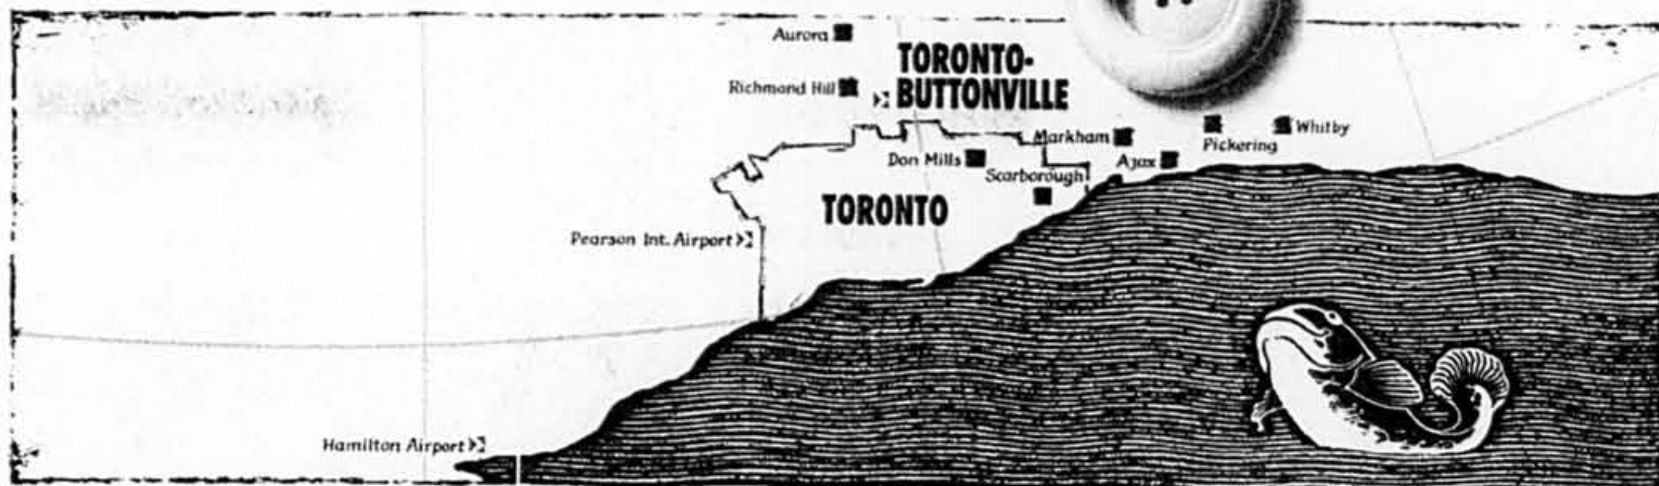 Aurora
TORONTO-
BUTTONVILLE
Richmond Hill
Markham
Pickering
Whitby
Don Mills
Ajax
Scarborough
TORONTO
Pearson Int. Airport
Hamilton Airport